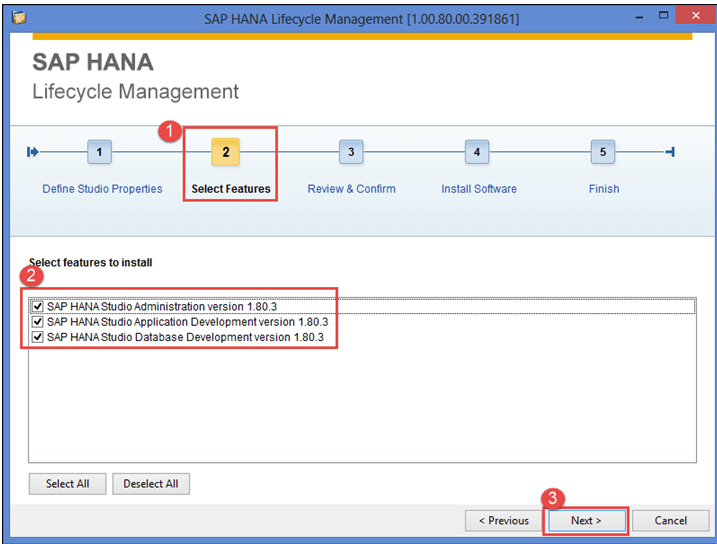 SAP HANA Lifecycle Management [1.00.80.00.391861]
SAP HANA
Lifecycle Management
1
1 2 3 4 5
Define Studio Properties Select Features Review & Confirm Install Software Finish
Select features to install
2
SAP HANA Studio Administration version 1.80.3
SAP HANA Studio Application Development version 1.80.3
SAP HANA Studio Database Development version 1.80.3
Select All Deselect All
3
< Previous Next > Cancel